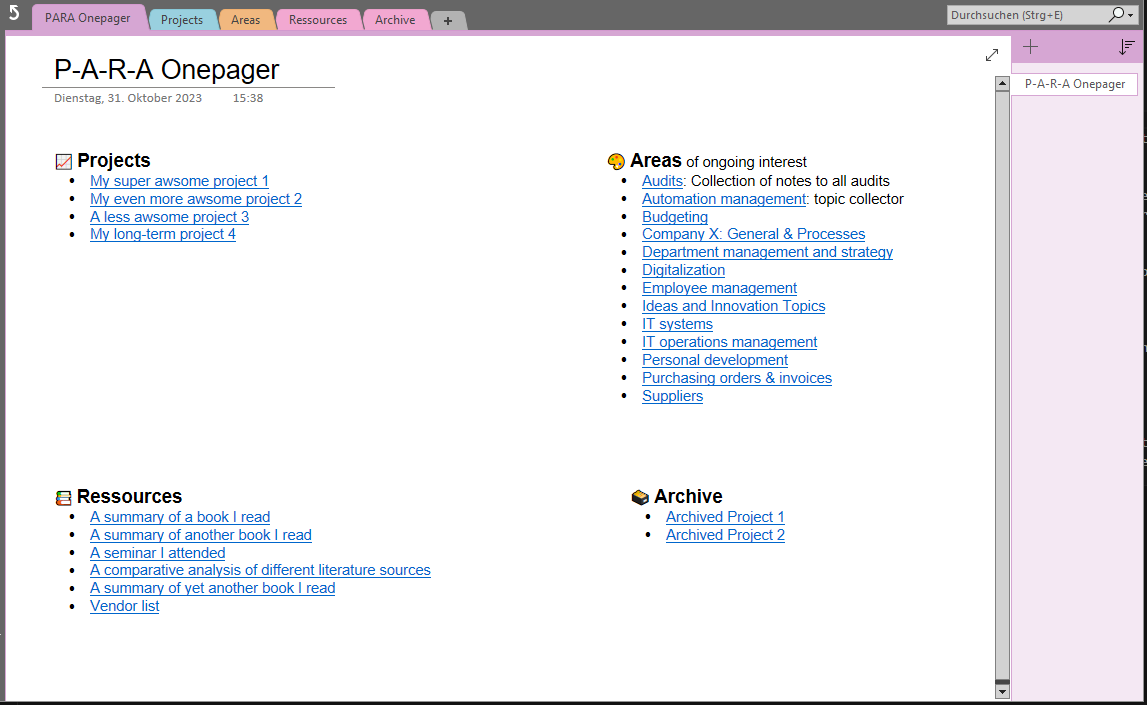 PARA Onepager
Projects
Areas
Ressources
Archive
+
Durchsuchen (Strg+E)
P-A-R-A Onepager
P-A-R-A Onepager
Dienstag, 31. Oktober 2023 15:38
Projects
• My super awsome project 1
• My even more awsome project 2
• A less awsome project 3
• My long-term project 4
Areas of ongoing interest
• Audits: Collection of notes to all audits
• Automation management: topic collector
• Budgeting
• Company X: General & Processes
• Department management and strategy
• Digitalization
• Employee management
• Ideas and Innovation Topics
• IT systems
• IT operations management
• Personal development
• Purchasing orders & invoices
• Suppliers
Ressources
• A summary of a book I read
• A summary of another book I read
• A seminar I attended
• A comparative analysis of different literature sources
• A summary of yet another book I read
• Vendor list
Archive
• Archived Project 1
• Archived Project 2